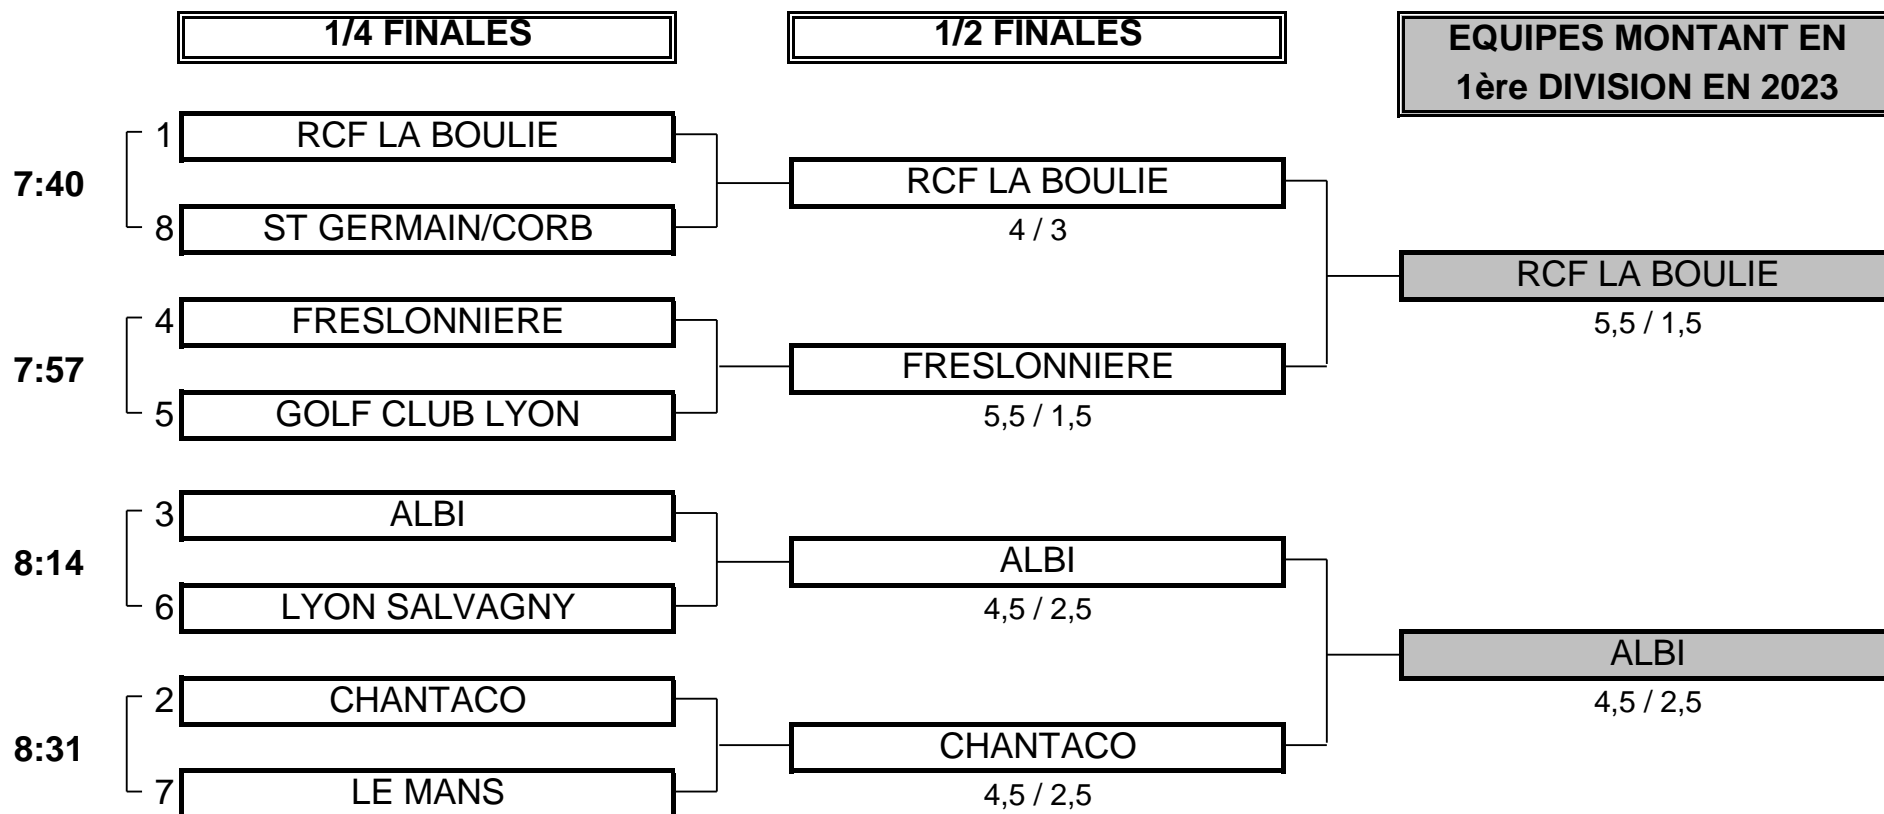 1/4 FINALES
1/2 FINALES
EQUIPES MONTANT EN
1ère DIVISION EN 2023
7:40
1 RCF LA BOULIE
8 ST GERMAIN/CORB
RCF LA BOULIE
4 / 3
7:57
4 FRESLONNIERE
5 GOLF CLUB LYON
FRESLONNIERE
5,5 / 1,5
RCF LA BOULIE
5,5 / 1,5
8:14
3 ALBI
6 LYON SALVAGNY
ALBI
4,5 / 2,5
8:31
2 CHANTACO
7 LE MANS
CHANTACO
4,5 / 2,5
ALBI
4,5 / 2,5